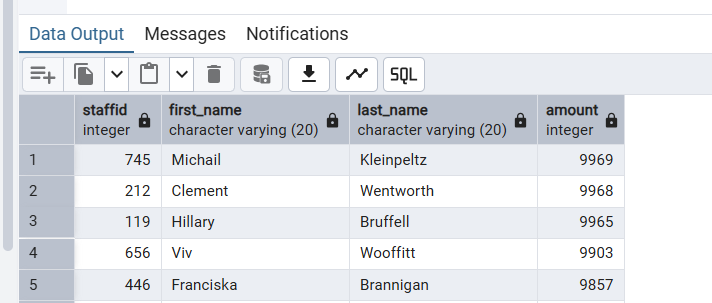 Data Output Messages Notifications
SQL
staffid first_name last_name amount
integer character varying (20) character varying (20) integer
1 745 Michail Kleinpeltz 9969
2 212 Clement Wentworth 9968
3 119 Hillary Bruffell 9965
4 656 Viv Wooffitt 9903
5 446 Franciska Brannigan 9857